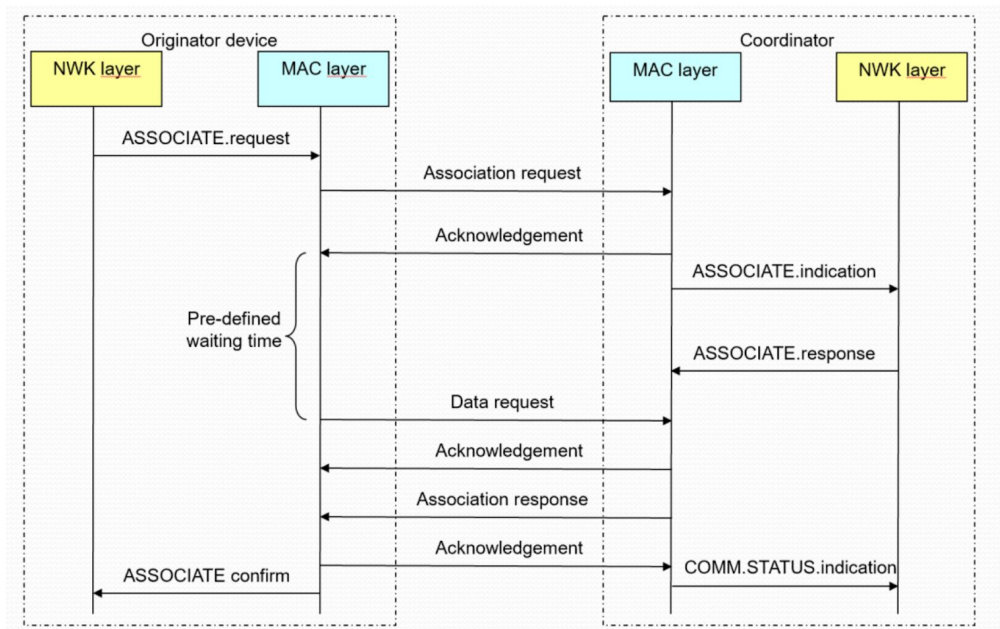 Originator device
Coordinator
NWK layer
MAC layer
MAC layer
NWK layer
ASSOCIATE.request
Association request
Acknowledgement
ASSOCIATE.indication
Pre-defined
waiting time
ASSOCIATE.response
Data request
Acknowledgement
Association response
Acknowledgement
COMM.STATUS.indication
ASSOCIATE confirm